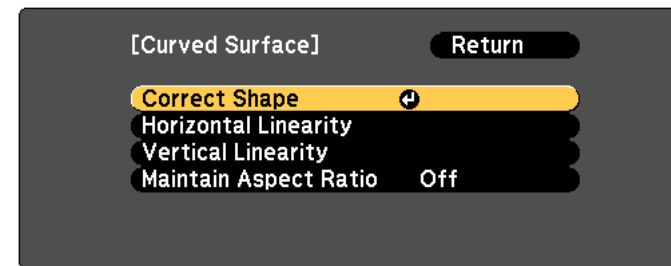 [Curved Surface] Return
Correct Shape
Horizontal Linearity
Vertical Linearity
Maintain Aspect Ratio Off